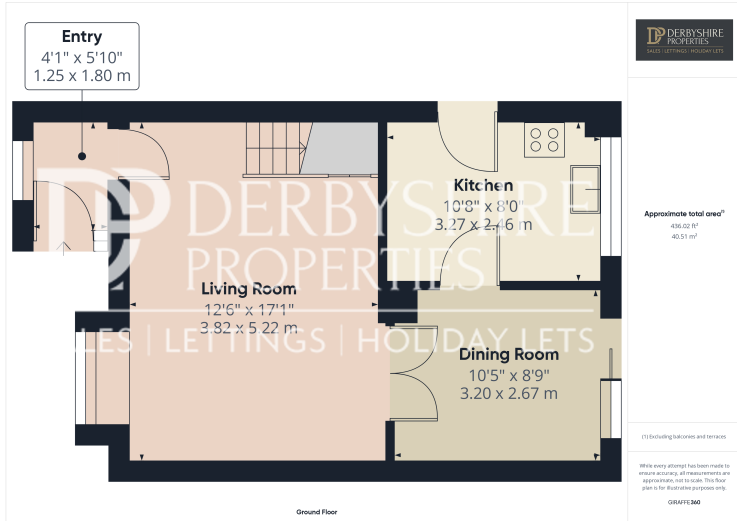 Entry
4'1" x 5'10"
1.25 x 1.80 m
DERBYSHIRE
PROPERTIES
SALES | LETTINGS | HOLIDAY LETS
Kitchen
10'8" x 8'0"
3.27 x 2.46 m
DERBYSHIRE
PROPERTIES
LES | LETTINGS | HOLIDAY LETS
Living Room
12'6" x 17'1"
3.82 x 5.22 m
Dining Room
10'5" x 8'9"
3.20 x 2.67 m
Ground Floor
Approximate total area⁽¹⁾
436.02 ft²
40.51 m²
(1) Excluding balconies and terraces
While every attempt has been made to
ensure accuracy, all measurements are
approximate, not to scale. This floor
plan is for illustrative purposes only.
GIRAFFE360